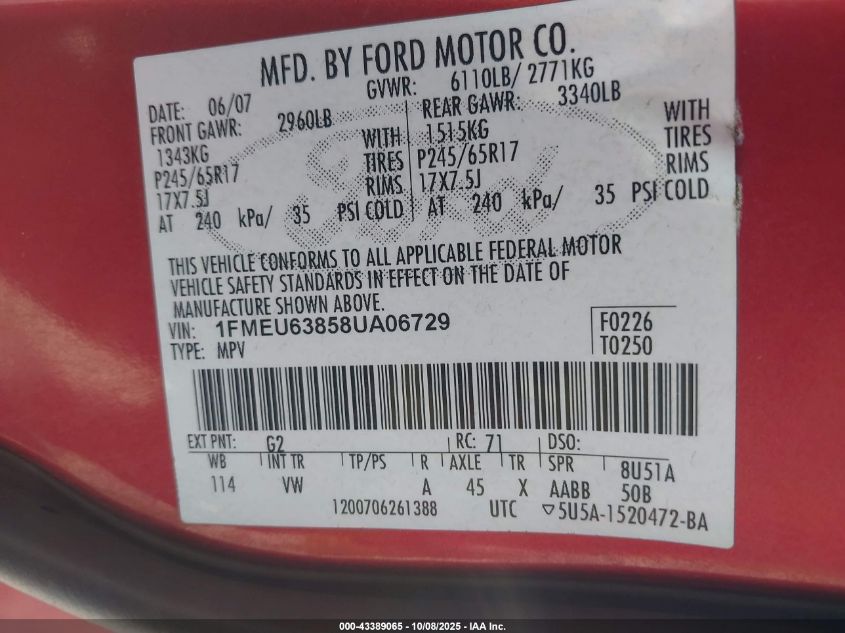 MFD. BY FORD MOTOR CO.
DATE: 06/07 GVWR: 6110LB/ 2771KG
FRONT GAWR: 2960LB REAR GAWR: 3340LB
1343KG WITH 1515KG WITH
P245/65R17 TIRES P245/65R17 TIRES
17X7.5J RIMS 17X7.5J RIMS
AT 240 kPa/ 35 PSI COLD AT 240 kPa/ 35 PSI COLD
Ford
THIS VEHICLE CONFORMS TO ALL APPLICABLE FEDERAL MOTOR
VEHICLE SAFETY STANDARDS IN EFFECT ON THE DATE OF
MANUFACTURE SHOWN ABOVE.
VIN: 1FMEU63858UA06729 F0226
TYPE: MPV T0250
EXT PNT: G2 RC: 71 DSO:
WB INT TR TP/PS R AXLE TR SPR 8U51A
114 VW A 45 X AABB 50B
1200706261388 UTC ▽5U5A-1520472-BA
000-43389065 - 10/08/2025 - IAA Inc.